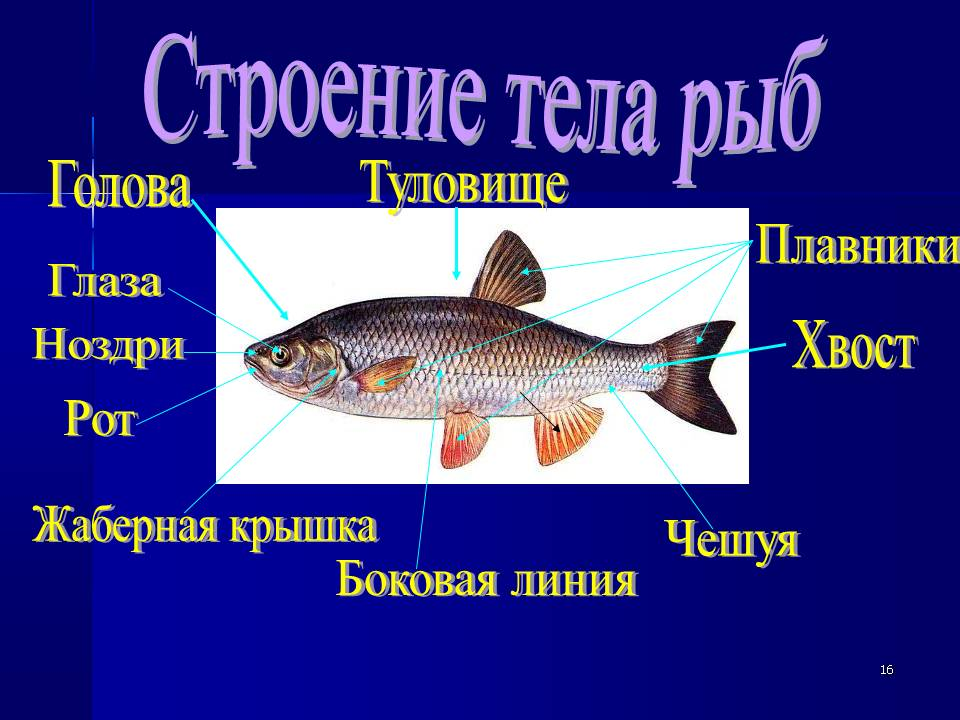 Строение тела рыб
Голова
Туловище
Плавники
Глаза
Ноздри
Хвост
Рот
Жаберная крышка
Чешуя
Боковая линия
16